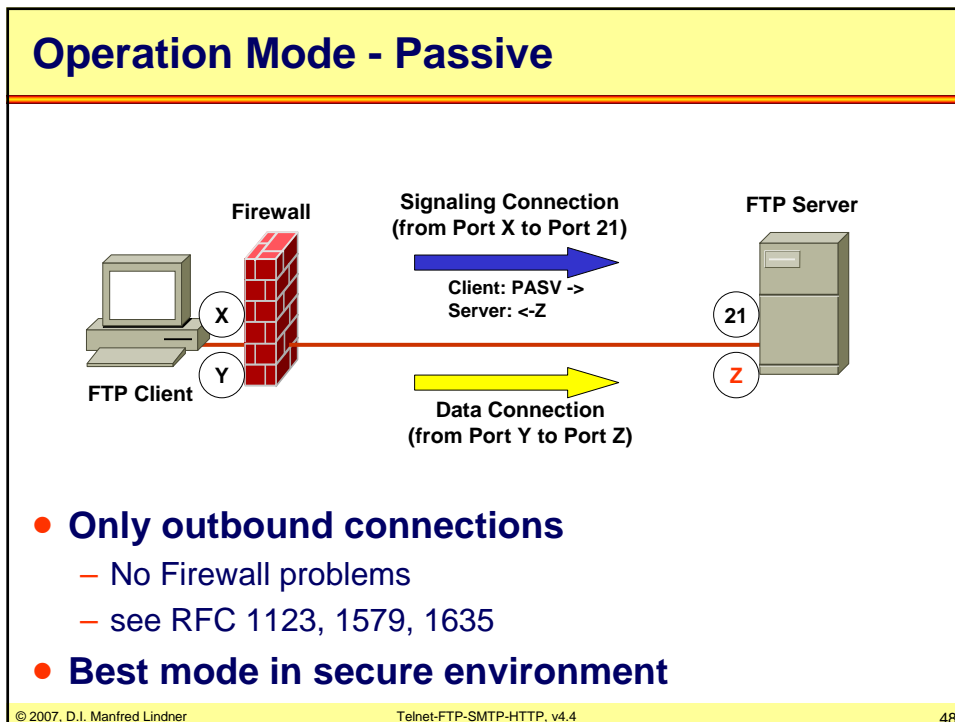 Operation Mode - Passive
Firewall
Signaling Connection
(from Port X to Port 21)
FTP Server
Client: PASV ->
Server: <-Z
X
21
Y
Z
FTP Client
Data Connection
(from Port Y to Port Z)
• Only outbound connections
– No Firewall problems
– see RFC 1123, 1579, 1635
• Best mode in secure environment
© 2007, D.I. Manfred Lindner
Telnet-FTP-SMTP-HTTP, v4.4
48